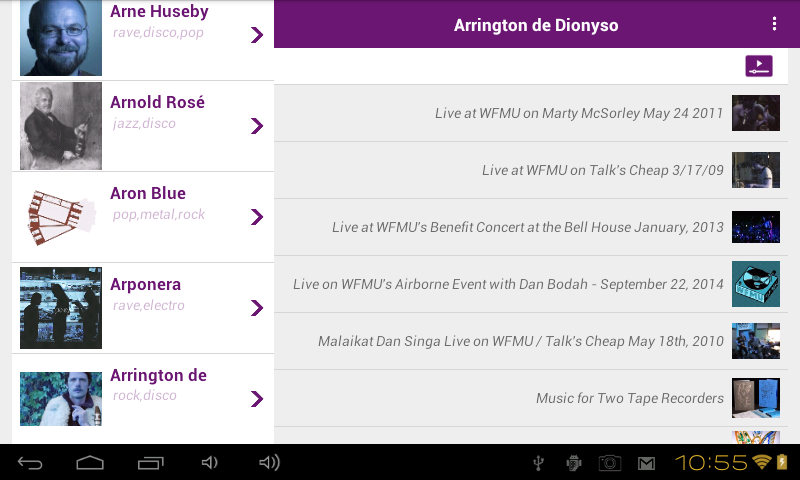 Arne Huseby
rave,disco,pop
Arnold Rosé
jazz,disco
Aron Blue
pop,metal,rock
Arponera
rave,electro
Arrington de
rock,disco
Arrington de Dionyso
Live at WFMU on Marty McSorley May 24 2011
Live at WFMU on Talk's Cheap 3/17/09
Live at WFMU's Benefit Concert at the Bell House January, 2013
Live on WFMU's Airborne Event with Dan Bodah - September 22, 2014
WFMU
Malaikat Dan Singa Live on WFMU / Talk's Cheap May 18th, 2010
Music for Two Tape Recorders
10:55